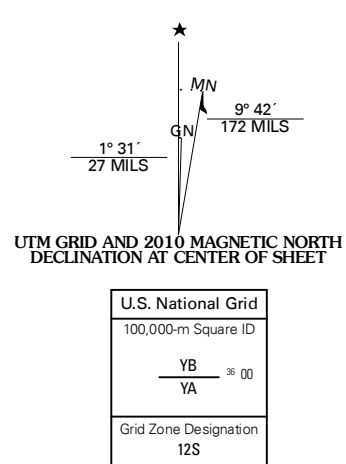 ★
MN
GN
9° 42´
172 MILS
1° 31´
27 MILS
UTM GRID AND 2010 MAGNETIC NORTH
DECLINATION AT CENTER OF SHEET
U.S. National Grid
100,000-m Square ID
YB
36 00
YA
Grid Zone Designation
12S